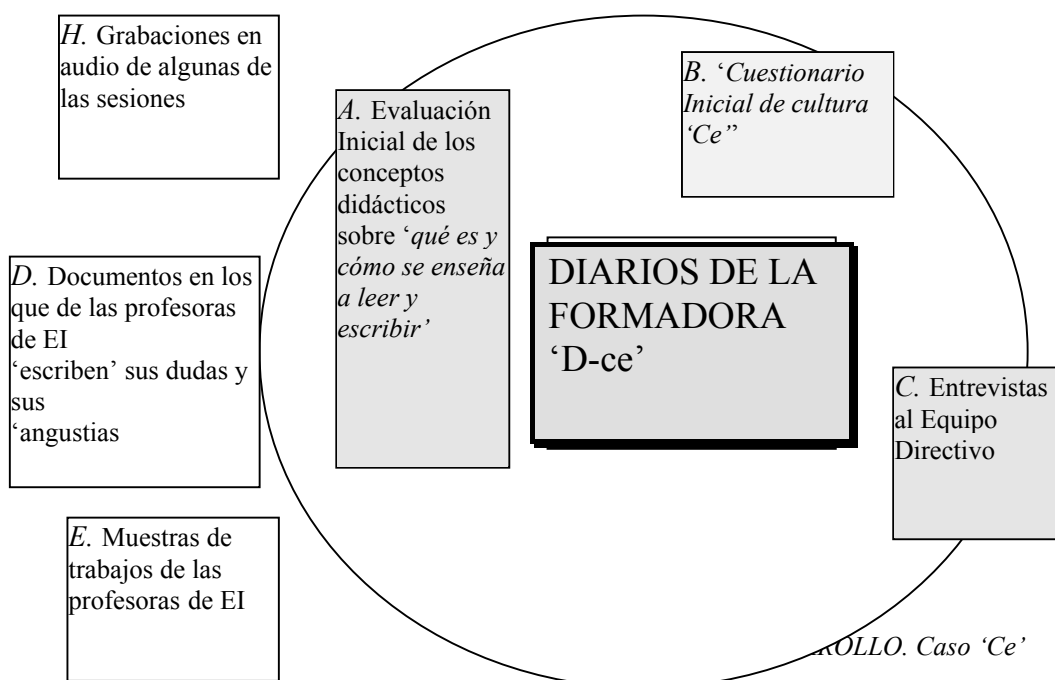 H. Grabaciones en
audio de algunas de
las sesiones
A. Evaluación
Inicial de los
conceptos
didácticos
sobre ‘qué es y
cómo se enseña
a leer y
escribir’
B. ‘Cuestionario
Inicial de cultura
‘Ce’’
DIARIOS DE LA
FORMADORA
‘D-ce’
D. Documentos en los
que de las profesoras
de EI
‘escriben’ sus dudas y
sus
‘angustias
C. Entrevistas
al Equipo
Directivo
E. Muestras de
trabajos de las
profesoras de EI
ROLLO. Caso ‘Ce’